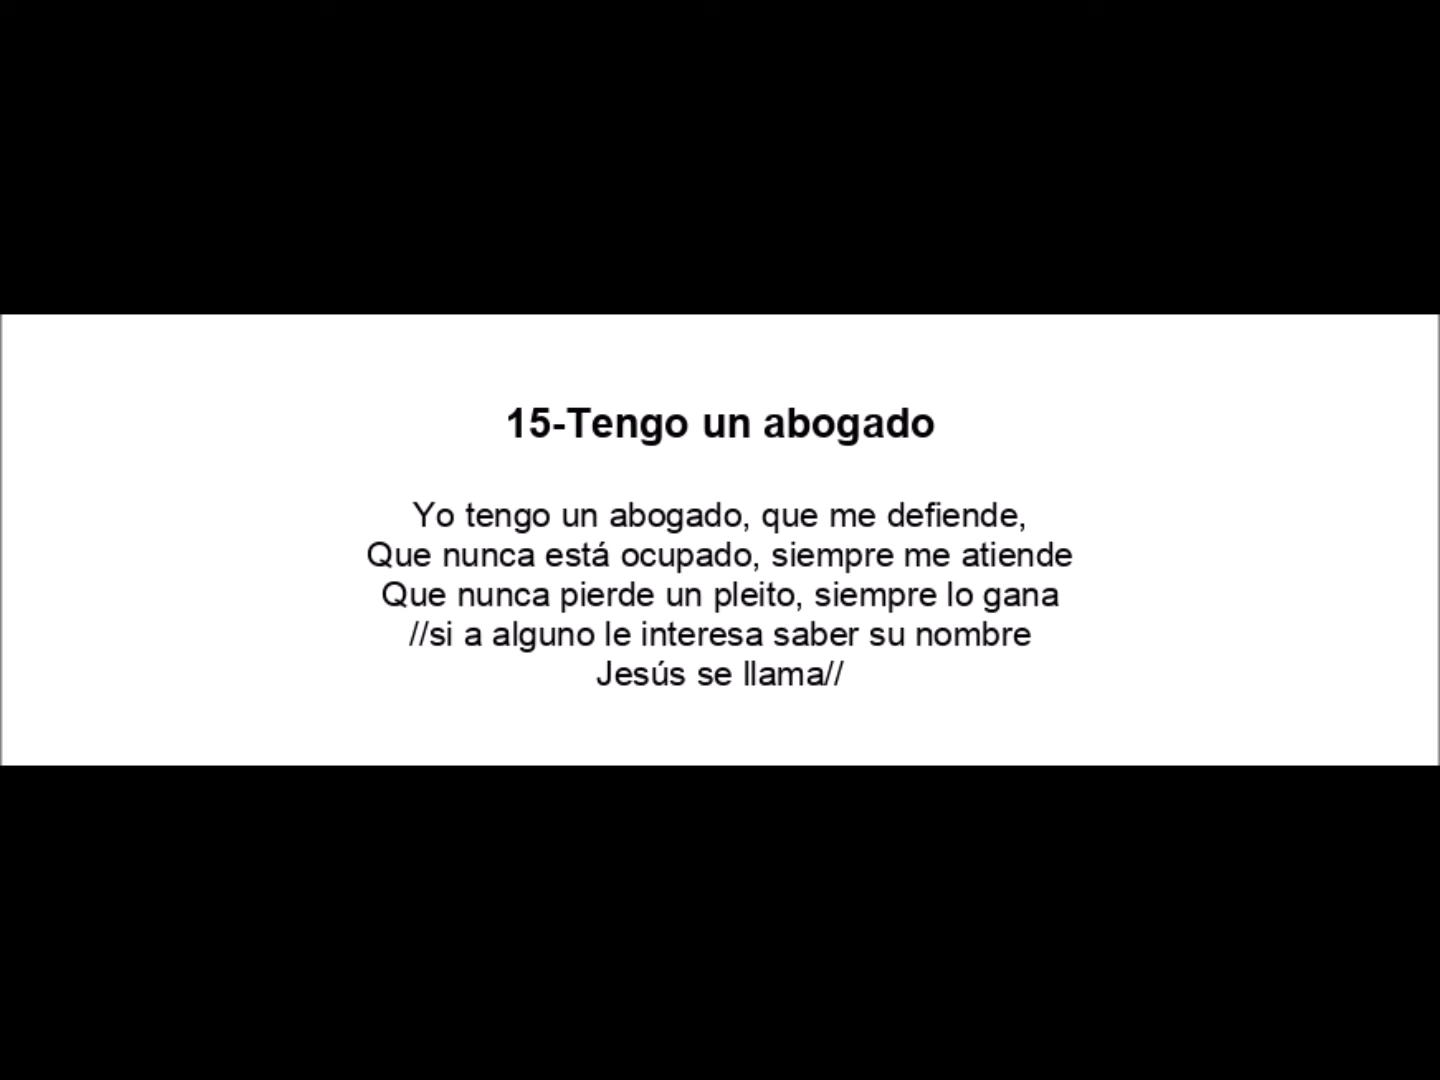 15-Tengo un abogado
Yo tengo un abogado, que me defiende,
Que nunca está ocupado, siempre me atiende
Que nunca pierde un pleito, siempre lo gana
//si a alguno le interesa saber su nombre
Jesús se llama//